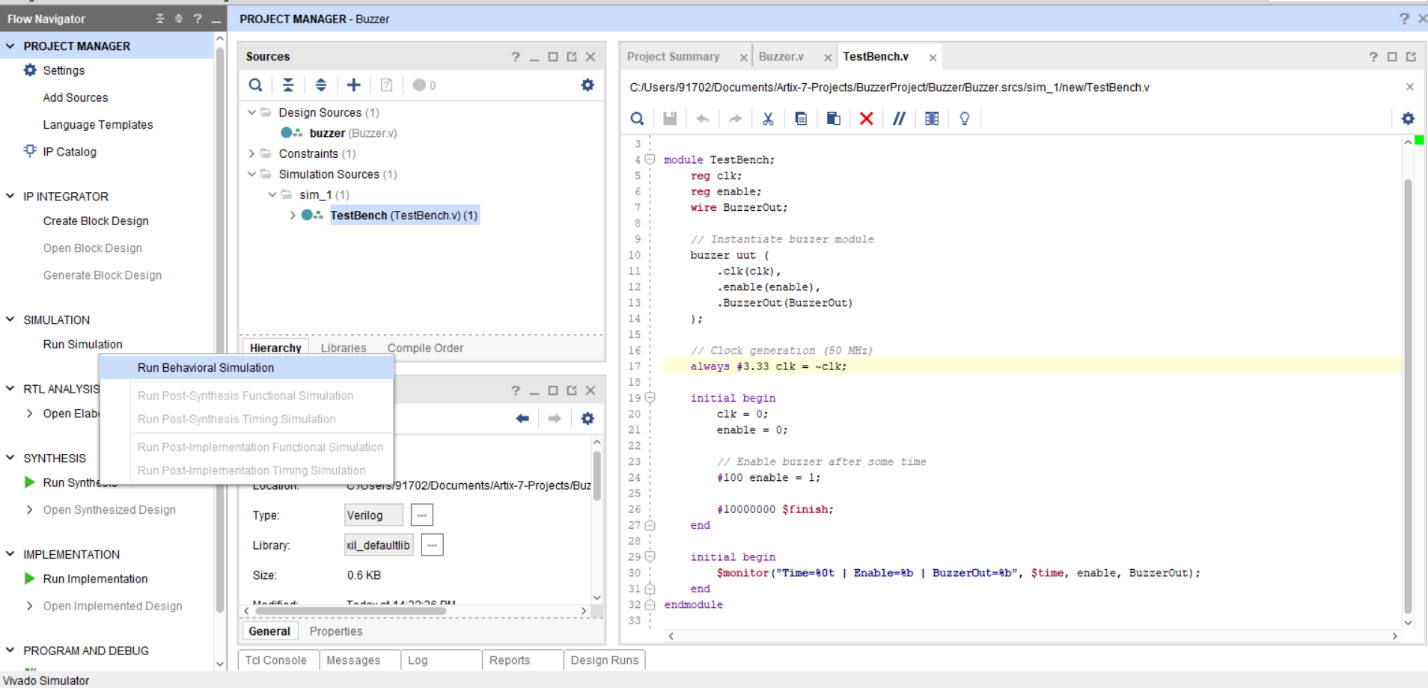 Flow Navigator
PROJECT MANAGER
Settings
Add Sources
Language Templates
IP Catalog
IP INTEGRATOR
Create Block Design
Open Block Design
Generate Block Design
SIMULATION
Run Simulation
Run Behavioral Simulation
Run Post-Synthesis Functional Simulation
Run Post-Synthesis Timing Simulation
Run Post-Implementation Functional Simulation
Run Post-Implementation Timing Simulation
RTL ANALYSIS
Open Elab
SYNTHESIS
Run Synthesis
Open Synthesized Design
IMPLEMENTATION
Run Implementation
Open Implemented Design
PROGRAM AND DEBUG
PROJECT MANAGER - Buzzer
Sources
0
Design Sources (1)
buzzer (Buzzer.v)
Constraints (1)
Simulation Sources (1)
sim_1 (1)
TestBench (TestBench.v) (1)
Hierarchy Libraries Compile Order
Location: C:/Users/91702/Documents/Artix-7-Projects/Buz
Type: Verilog
Library: xil_defaultlib
Size: 0.6 KB
Modified: Today at 14:22:26 PM
General Properties
Tcl Console Messages Log Reports Design Runs
Project Summary Buzzer.v TestBench.v
C:/Users/91702/Documents/Artix-7-Projects/BuzzerProject/Buzzer/Buzzer.srcs/sim_1/new/TestBench.v
3
4 module TestBench;
5 reg clk;
6 reg enable;
7 wire BuzzerOut;
8
9 // Instantiate buzzer module
10 buzzer uut (
11 .clk(clk),
12 .enable(enable),
13 .BuzzerOut(BuzzerOut)
14 );
15
16 // Clock generation (50 MHz)
17 always #3.33 clk = ~clk;
18
19 initial begin
20 clk = 0;
21 enable = 0;
22
23 // Enable buzzer after some time
24 #100 enable = 1;
25
26 #10000000 $finish;
27 end
28
29 initial begin
30 $monitor("Time=%0t | Enable=%b | BuzzerOut=%b", $time, enable, BuzzerOut);
31 end
32 endmodule
33
Vivado Simulator